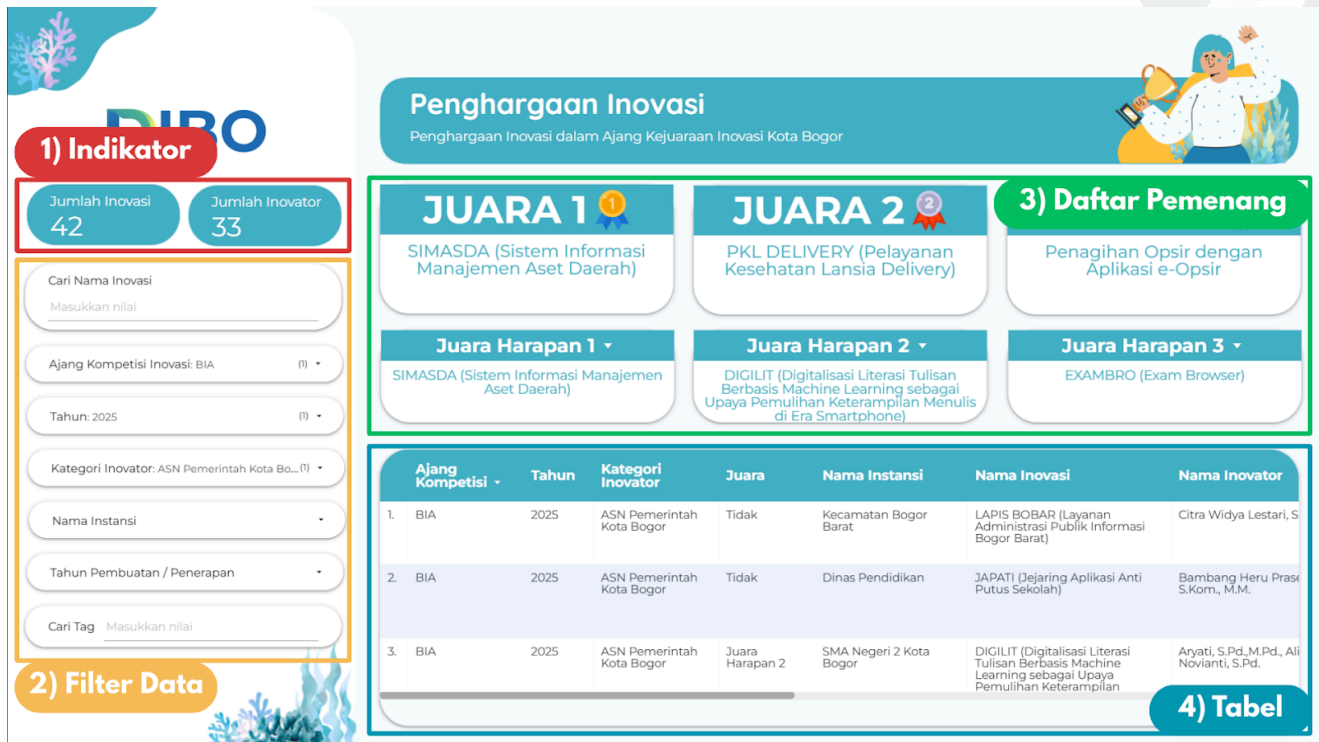 1) Indikator
Jumlah Inovasi
42
Jumlah Inovator
33
Cari Nama Inovasi
Masukkan nilai
Ajang Kompetisi Inovasi: BIA (1)
Tahun: 2025 (1)
Kategori Inovator: ASN Pemerintah Kota Bo... (1)
Nama Instansi
Tahun Pembuatan / Penerapan
Cari Tag Masukkan nilai
2) Filter Data
Penghargaan Inovasi
Penghargaan Inovasi dalam Ajang Kejuaraan Inovasi Kota Bogor
3) Daftar Pemenang
JUARA 1 1
SIMASDA (Sistem Informasi
Manajemen Aset Daerah)
JUARA 2 2
PKL DELIVERY (Pelayanan
Kesehatan Lansia Delivery)
Penagihan Opsir dengan
Aplikasi e-Opsir
Juara Harapan 1
SIMASDA (Sistem Informasi Manajemen
Aset Daerah)
Juara Harapan 2
DIGILIT (Digitalisasi Literasi Tulisan
Berbasis Machine Learning sebagai
Upaya Pemulihan Keterampilan Menulis
di Era Smartphone)
Juara Harapan 3
EXAMBRO (Exam Browser)
Ajang
Kompetisi
Tahun
Kategori
Inovator
Juara
Nama Instansi
Nama Inovasi
Nama Inovator
1.
BIA
2025
ASN Pemerintah
Kota Bogor
Tidak
Kecamatan Bogor
Barat
LAPIS BOBAR (Layanan
Administrasi Publik Informasi
Bogor Barat)
Citra Widya Lestari, S
2.
BIA
2025
ASN Pemerintah
Kota Bogor
Tidak
Dinas Pendidikan
JAPATI (Jejaring Aplikasi Anti
Putus Sekolah)
Bambang Heru Pras
S.Kom., M.M.
3.
BIA
2025
ASN Pemerintah
Kota Bogor
Juara
Harapan 2
SMA Negeri 2 Kota
Bogor
DIGILIT (Digitalisasi Literasi
Tulisan Berbasis Machine
Learning sebagai Upaya
Pemulihan Keterampilan
Aryati, S.Pd.,M.Pd., Ali
Novianti, S.Pd.
4) Tabel